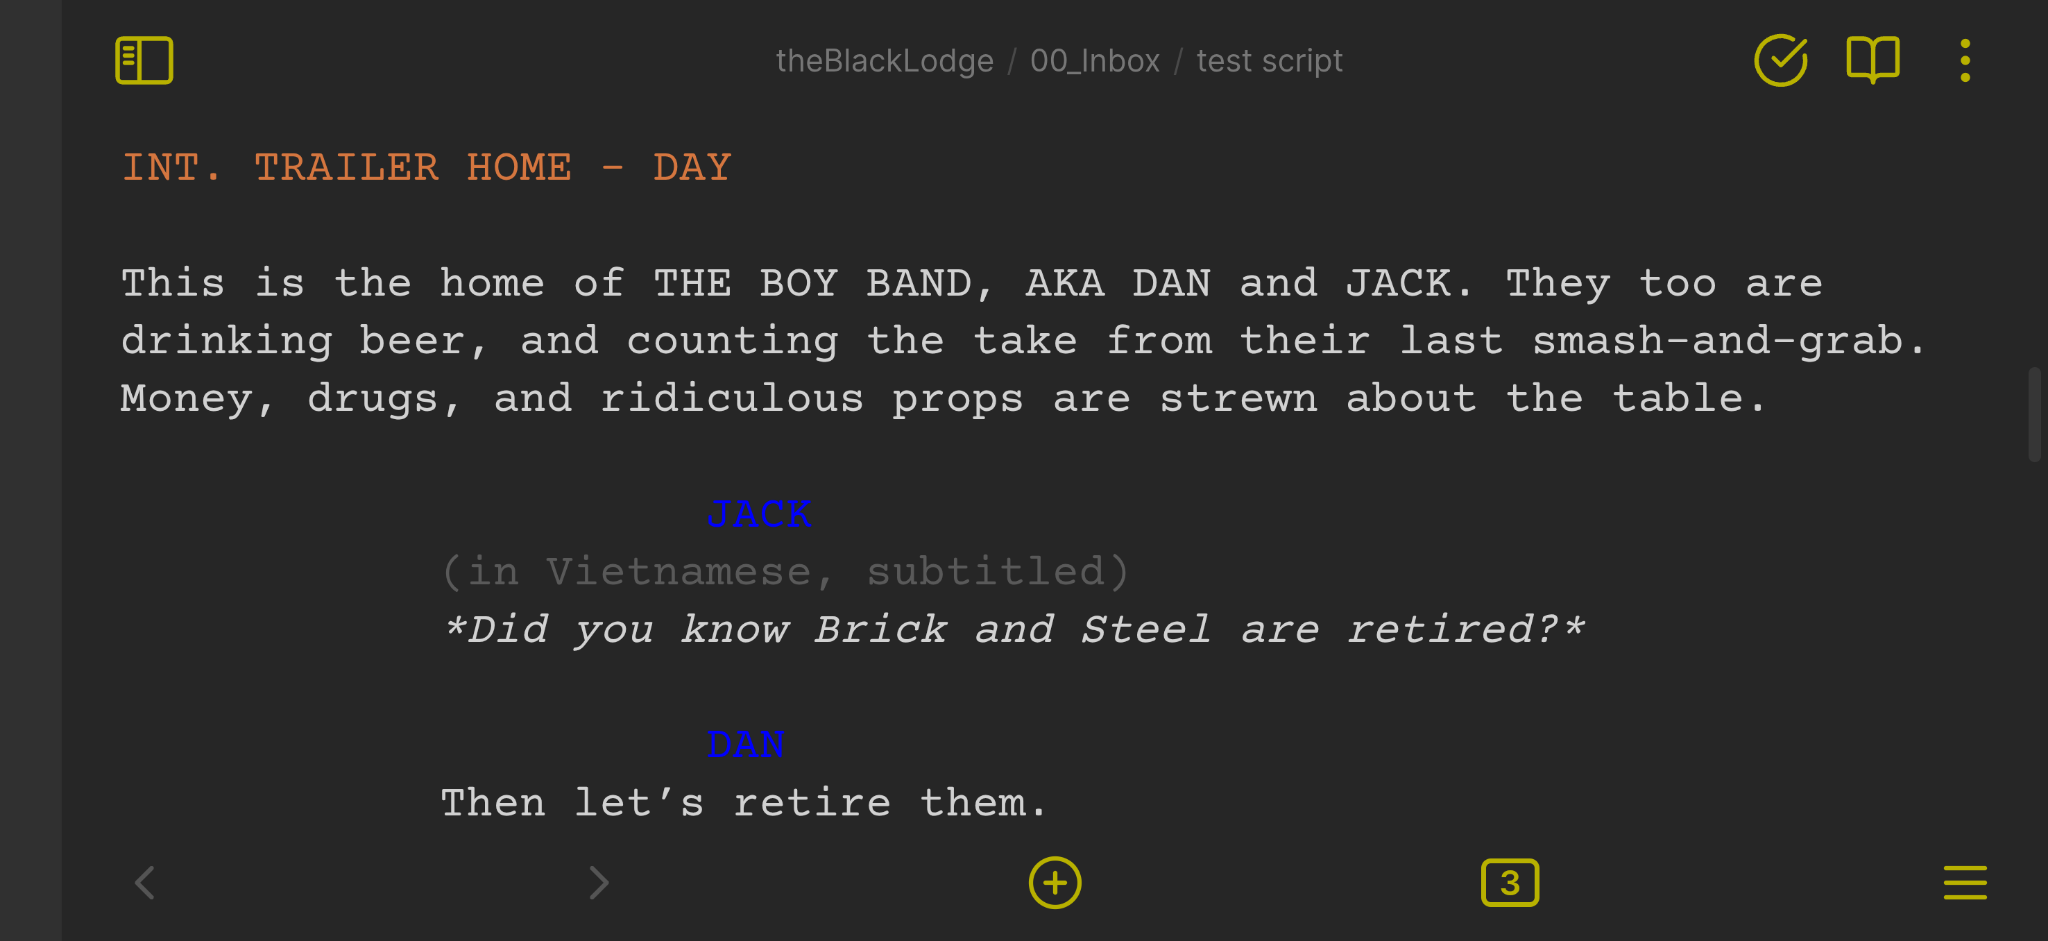 theBlackLodge / 00_Inbox / test script
INT. TRAILER HOME - DAY
This is the home of THE BOY BAND, AKA DAN and JACK. They too are
drinking beer, and counting the take from their last smash-and-grab.
Money, drugs, and ridiculous props are strewn about the table.
JACK
(in Vietnamese, subtitled)
*Did you know Brick and Steel are retired?*
DAN
Then let’s retire them.
3